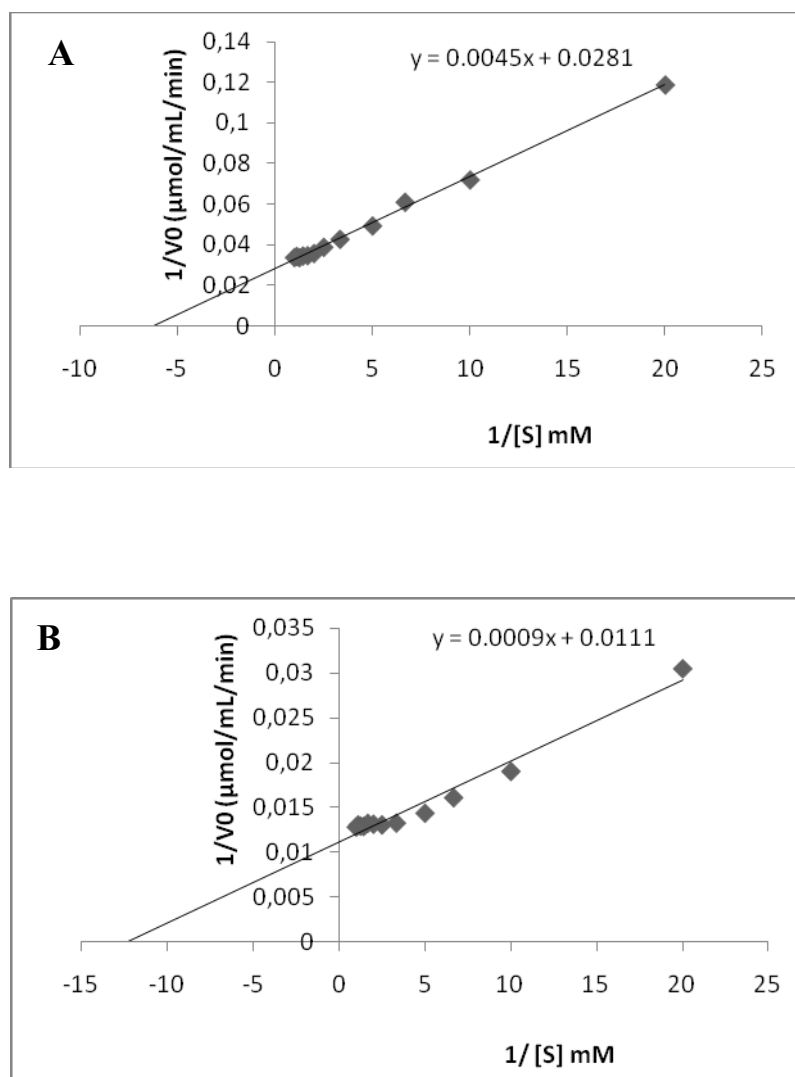 A
y = 0.0045x + 0.0281
1/V0 (µmol/mL/min)
0,14
0,12
0,1
0,08
0,06
0,04
0,02
0
-10 -5 0 5 10 15 20 25
1/[S] mM
B
y = 0.0009x + 0.0111
1/V0 (µmol/mL/min)
0,035
0,03
0,025
0,02
0,015
0,01
0,005
0
-15 -10 -5 0 5 10 15 20 25
1/ [S] mM